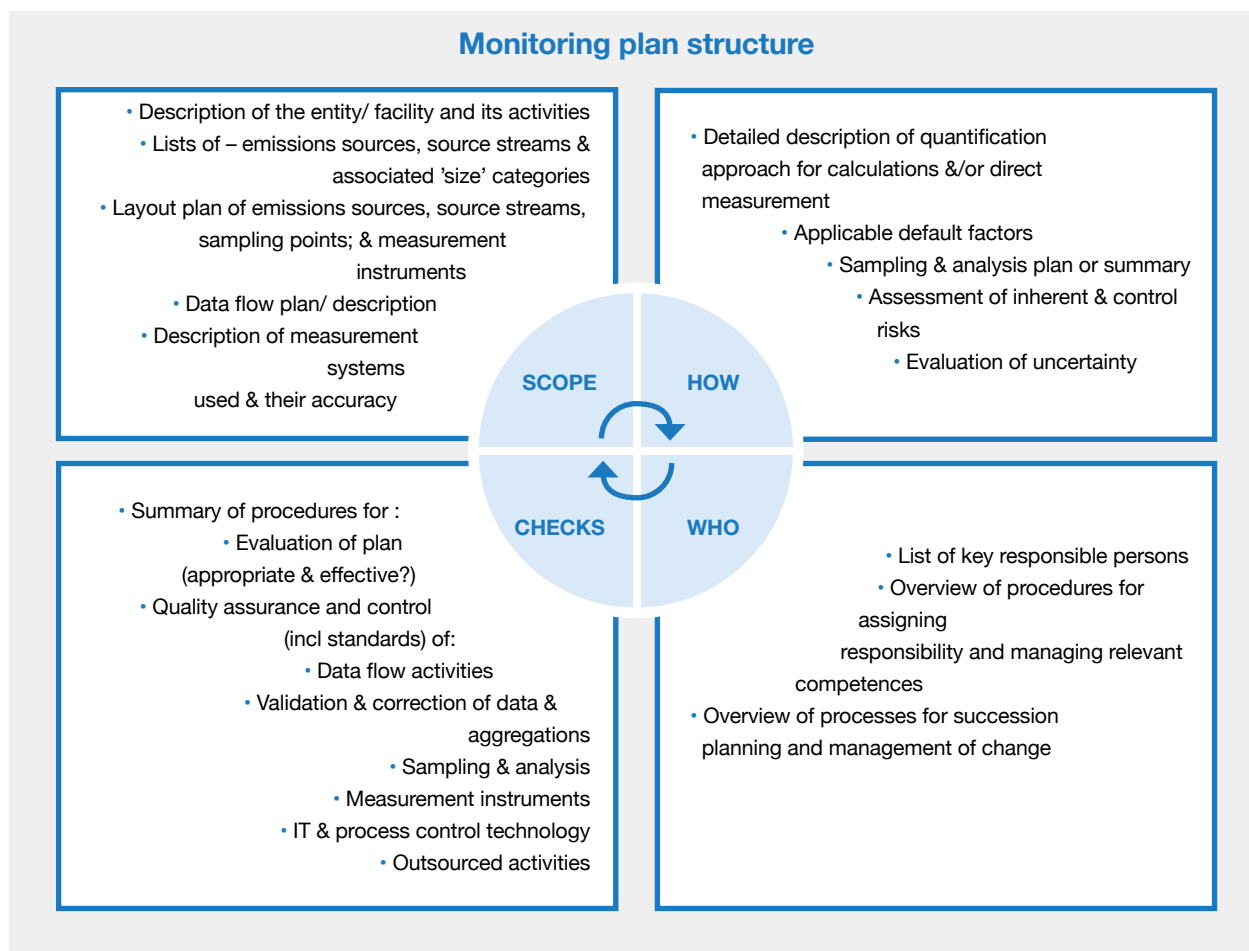 Monitoring plan structure
• Description of the entity/ facility and its activities
• Lists of – emissions sources, source streams &
associated ’size’ categories
• Layout plan of emissions sources, source streams,
sampling points; & measurement
instruments
• Data flow plan/ description
• Description of measurement
systems
used & their accuracy
• Detailed description of quantification
approach for calculations &/or direct
measurement
• Applicable default factors
• Sampling & analysis plan or summary
• Assessment of inherent & control
risks
• Evaluation of uncertainty
SCOPE
HOW
CHECKS
WHO
• Summary of procedures for :
• Evaluation of plan
(appropriate & effective?)
• Quality assurance and control
(incl standards) of:
• Data flow activities
• Validation & correction of data &
aggregations
• Sampling & analysis
• Measurement instruments
• IT & process control technology
• Outsourced activities
• List of key responsible persons
• Overview of procedures for
assigning
responsibility and managing relevant
competences
• Overview of processes for succession
planning and management of change